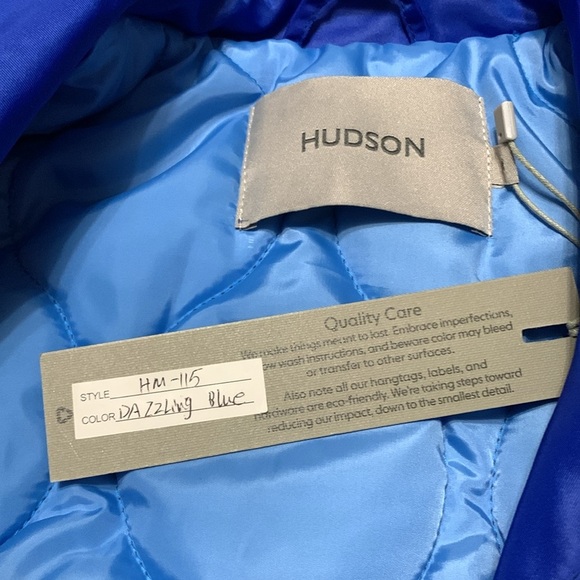 HUDSON
Quality Care
We make things meant to last. Embrace imperfections,
wash instructions, and beware color may bleed
or transfer to other surfaces.
Also note all our hangtags, labels, and
hardware are eco-friendly. We're taking steps toward
reducing our impact, down to the smallest detail.
STYLE HM-115
COLOR DAZZLing Blue